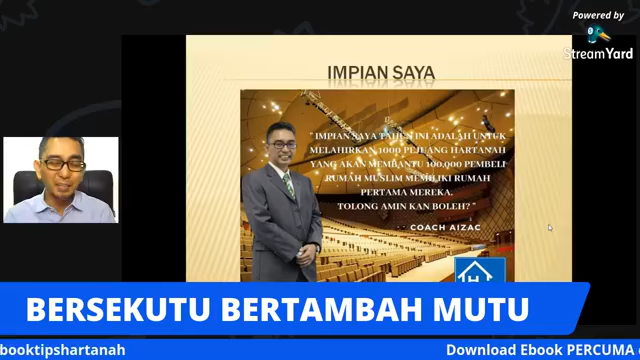 Powered by
StreamYard
IMPIAN SAYA
" IMPIAN SAYA TAHUN INI ADALAH UNTUK
MELAHIRKAN 1000 PEJUANG HARTANAH
YANG AKAN MEMBANTU 100,000 PEMBELI
RUMAH MUSLIM MEMILIKI RUMAH
PERTAMA MEREKA.
TOLONG AMIN KAN BOLEH? "
-- COACH AIZAC
H
BERSEKUTU BERTAMBAH MUTU
booktipshartanah
Download Ebook PERCUMA